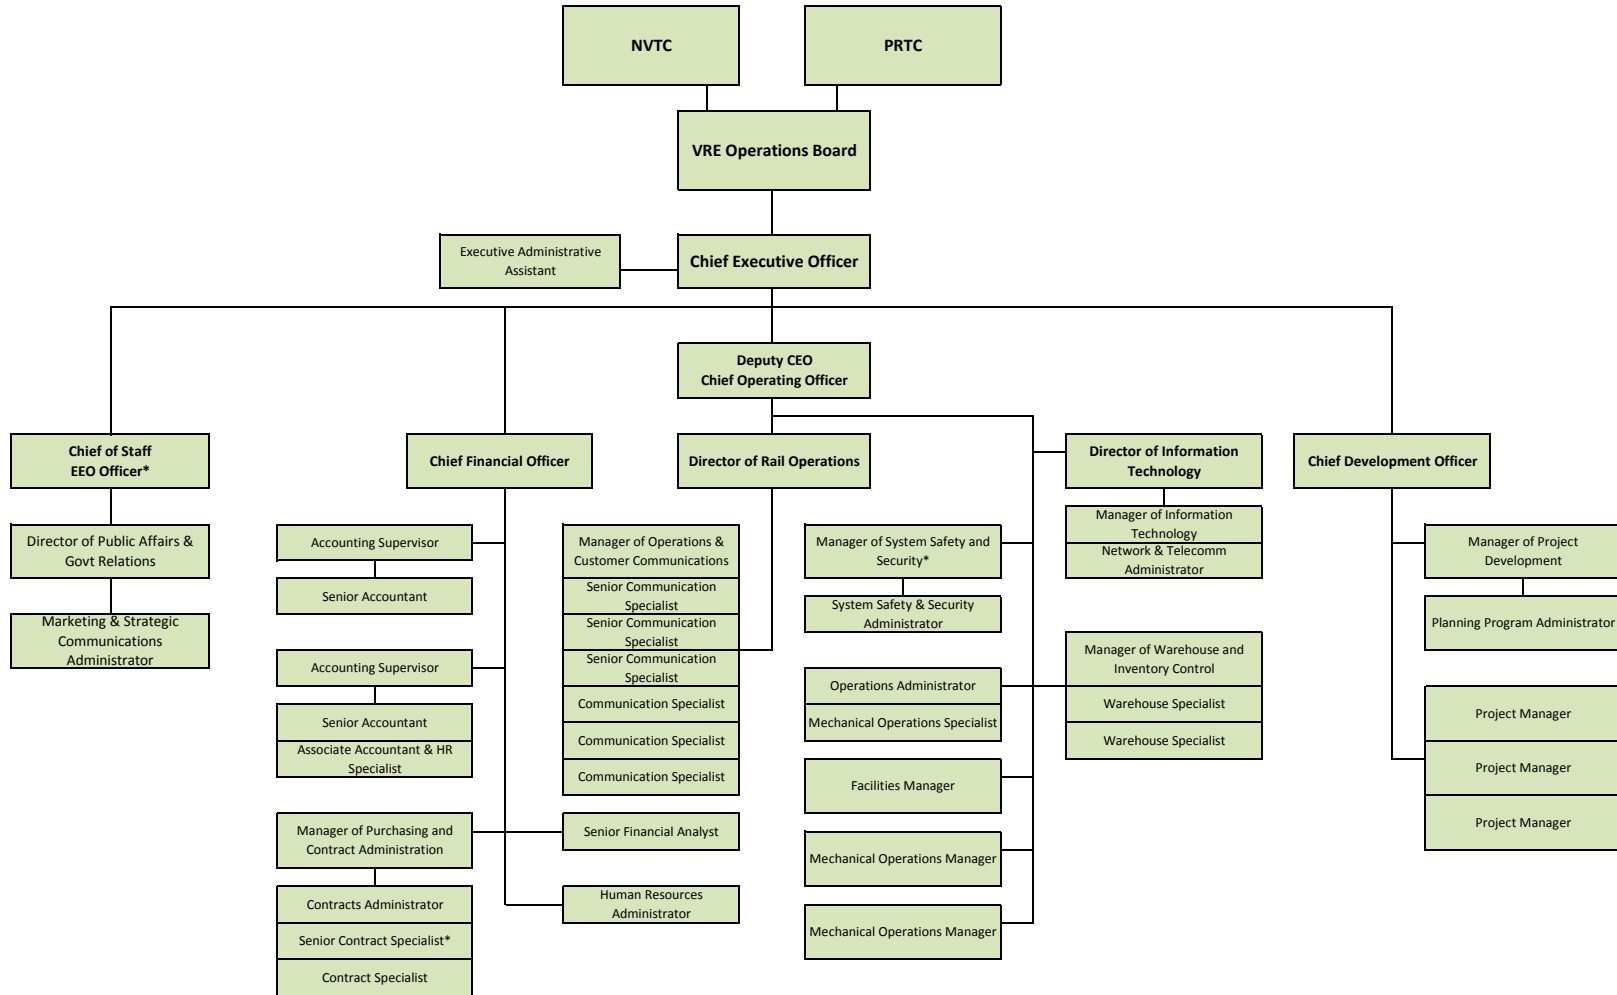 NVTC
PRTC
VRE Operations Board
Executive Administrative
Assistant
Chief Executive Officer
Deputy CEO
Chief Operating Officer
Chief of Staff
EEO Officer*
Chief Financial Officer
Director of Rail Operations
Director of Information
Technology
Chief Development Officer
Director of Public Affairs &
Govt Relations
Marketing & Strategic
Communications
Administrator
Accounting Supervisor
Senior Accountant
Accounting Supervisor
Senior Accountant
Associate Accountant & HR
Specialist
Manager of Purchasing and
Contract Administration
Contracts Administrator
Senior Contract Specialist*
Contract Specialist
Manager of Operations &
Customer Communications
Senior Communication
Specialist
Senior Communication
Specialist
Senior Communication
Specialist
Communication Specialist
Communication Specialist
Communication Specialist
Senior Financial Analyst
Human Resources
Administrator
Manager of System Safety and
Security*
System Safety & Security
Administrator
Operations Administrator
Mechanical Operations Specialist
Facilities Manager
Mechanical Operations Manager
Mechanical Operations Manager
Manager of Information
Technology
Network & Telecomm
Administrator
Manager of Warehouse and
Inventory Control
Warehouse Specialist
Warehouse Specialist
Manager of Project
Development
Planning Program Administrator
Project Manager
Project Manager
Project Manager